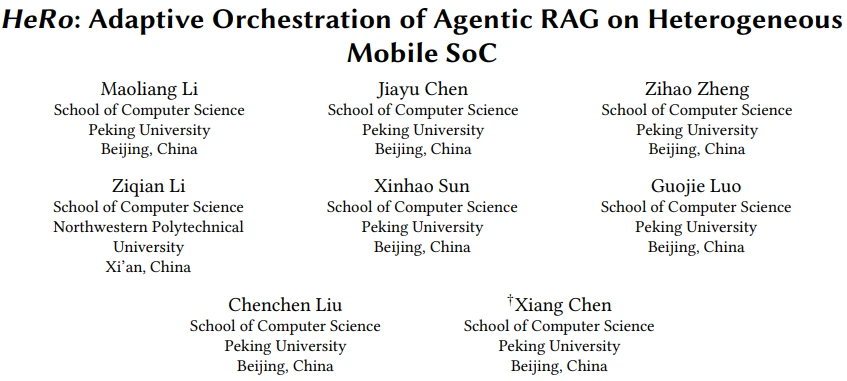 HeRo: Adaptive Orchestration of Agentic RAG on Heterogeneous
Mobile SoC
Maoliang Li
School of Computer Science
Peking University
Beijing, China
Jiayu Chen
School of Computer Science
Peking University
Beijing, China
Zihao Zheng
School of Computer Science
Peking University
Beijing, China
Ziqian Li
School of Computer Science
Northwestern Polytechnical
University
Xi'an, China
Xinhao Sun
School of Computer Science
Peking University
Beijing, China
Guojie Luo
School of Computer Science
Peking University
Beijing, China
Chenchen Liu
School of Computer Science
Peking University
Beijing, China
†Xiang Chen
School of Computer Science
Peking University
Beijing, China